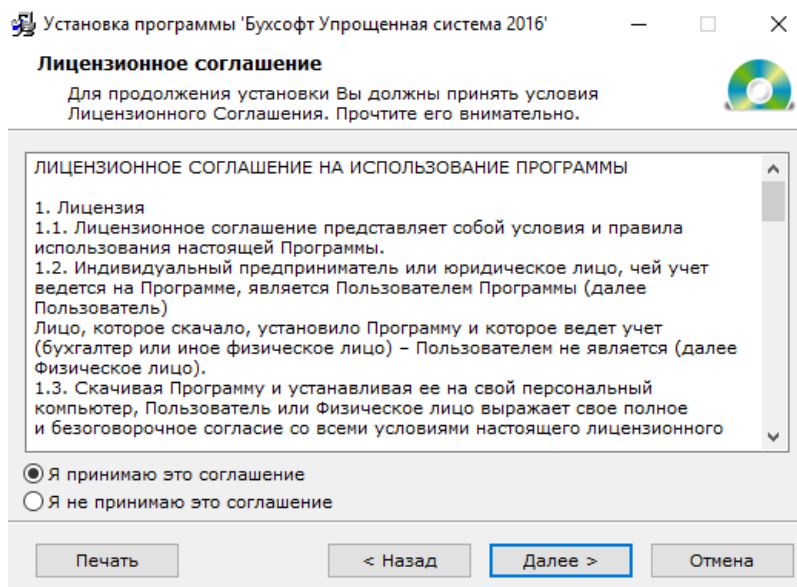 Установка программы 'Бухсофт Упрощенная система 2016'
Лицензионное соглашение
Для продолжения установки Вы должны принять условия
Лицензионного Соглашения. Прочтите его внимательно.
ЛИЦЕНЗИОННОЕ СОГЛАШЕНИЕ НА ИСПОЛЬЗОВАНИЕ ПРОГРАММЫ
1. Лицензия
1.1. Лицензионное соглашение представляет собой условия и правила
использования настоящей Программы.
1.2. Индивидуальный предприниматель или юридическое лицо, чей учет
ведется на Программе, является Пользователем Программы (далее
Пользователь)
Лицо, которое скачало, установило Программу и которое ведет учет
(бухгалтер или иное физическое лицо) – Пользователем не является (далее
Физическое лицо).
1.3. Скачивая Программу и устанавливая ее на свой персональный
компьютер, Пользователь или Физическое лицо выражает свое полное
и безоговорочное согласие со всеми условиями настоящего лицензионного
Я принимаю это соглашение
Я не принимаю это соглашение
Печать < Назад Далее > Отмена